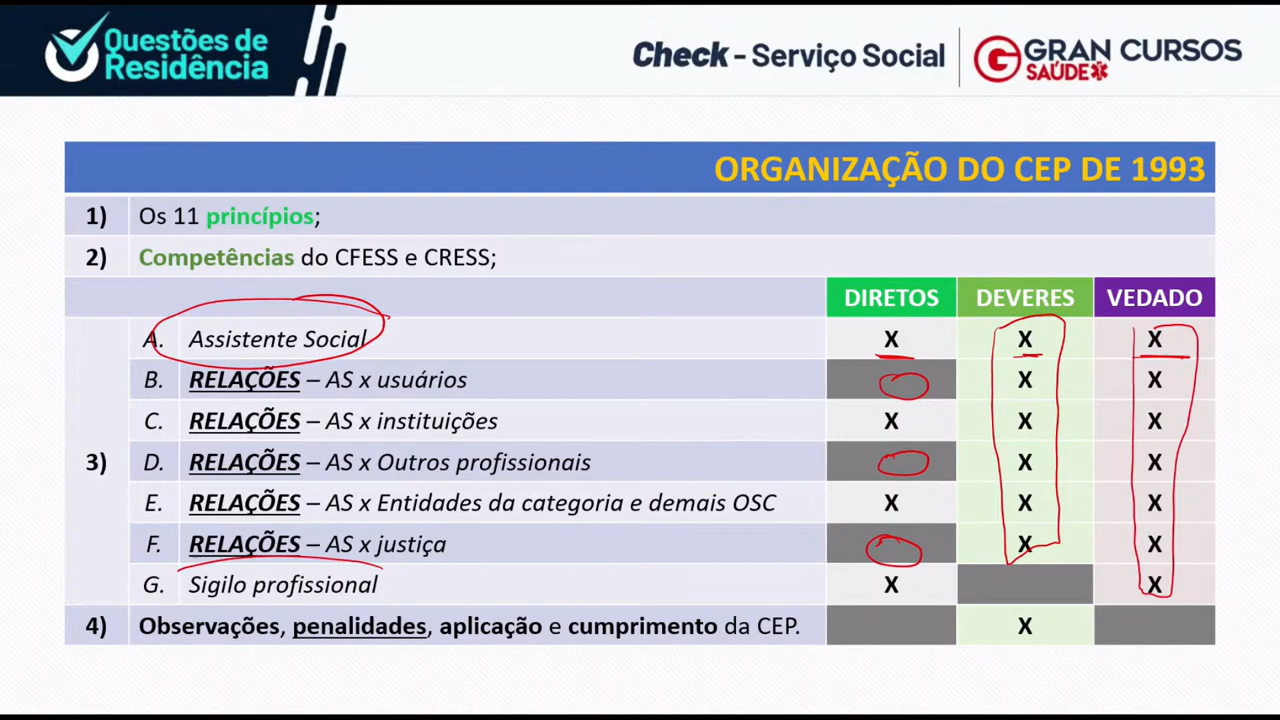 Questões de
Residência
Check - Serviço Social
GRAN CURSOS
SAÚDE
ORGANIZAÇÃO DO CEP DE 1993
1) Os 11 princípios;
2) Competências do CFESS e CRESS;
DIRETOS DEVERES VEDADO
A. Assistente Social X X X
B. RELAÇÕES – AS x usuários X X
C. RELAÇÕES – AS x instituições X X X
3) D. RELAÇÕES – AS x Outros profissionais X X
E. RELAÇÕES – AS x Entidades da categoria e demais OSC X X X
F. RELAÇÕES – AS x justiça X X
G. Sigilo profissional X X
4) Observações, penalidades, aplicação e cumprimento da CEP. X